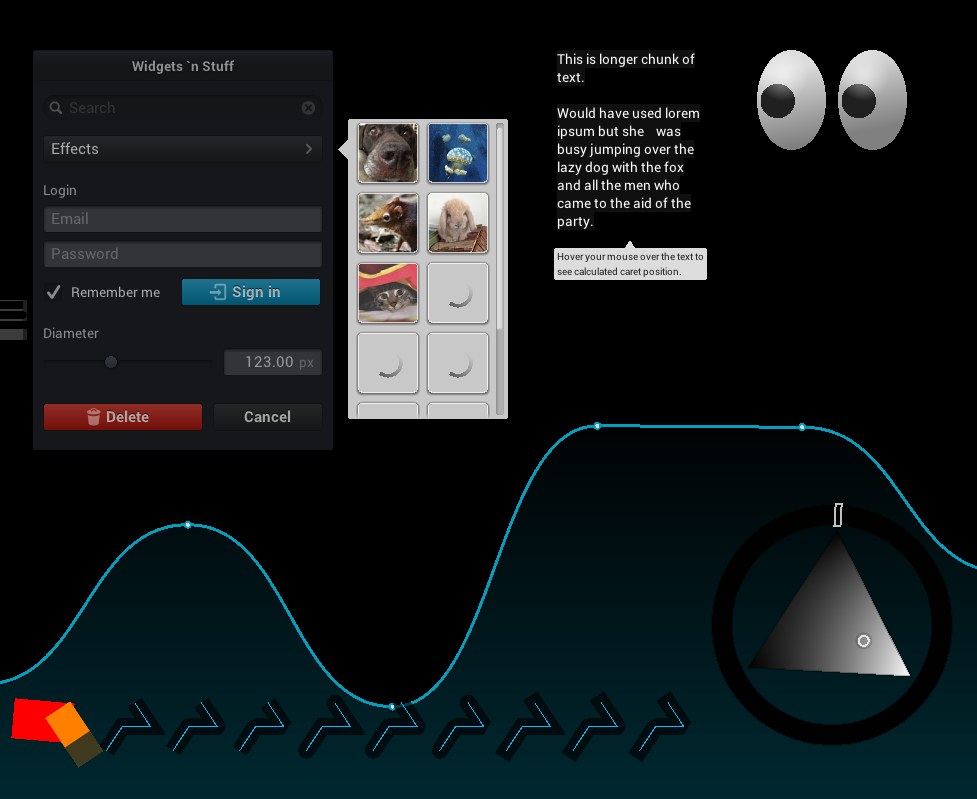 Widgets `n Stuff
Search
Effects
Login
Email
Password
Remember me
Sign in
Diameter
123.00 px
Delete
Cancel
This is longer chunk of
text.
Would have used lorem
ipsum but she was
busy jumping over the
lazy dog with the fox
and all the men who
came to the aid of the
party.
Hover your mouse over the text to
see calculated caret position.